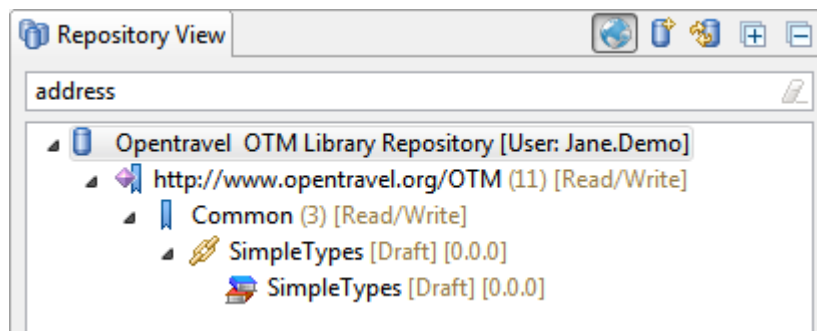 Repository View
address
Opentravel OTM Library Repository [User: Jane.Demo]
http://www.opentravel.org/OTM (11) [Read/Write]
Common (3) [Read/Write]
SimpleTypes [Draft] [0.0.0]
SimpleTypes [Draft] [0.0.0]